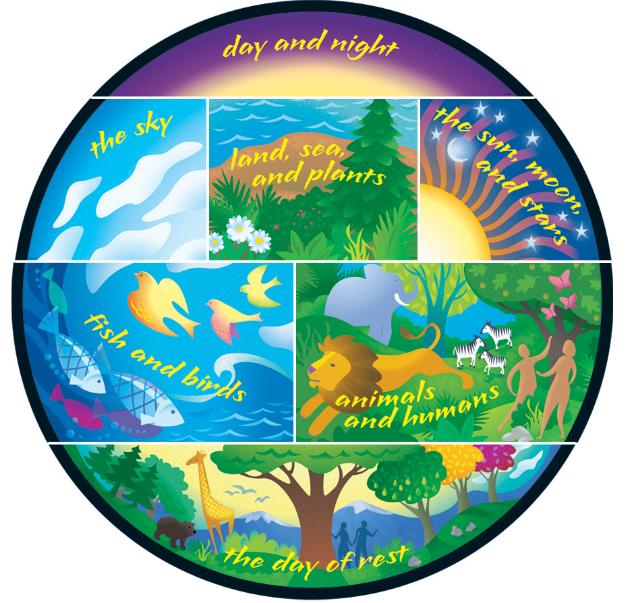 day and night
the sky
land, sea,
and plants
the sun, moon,
and stars
fish and birds
animals
and humans
the day of rest